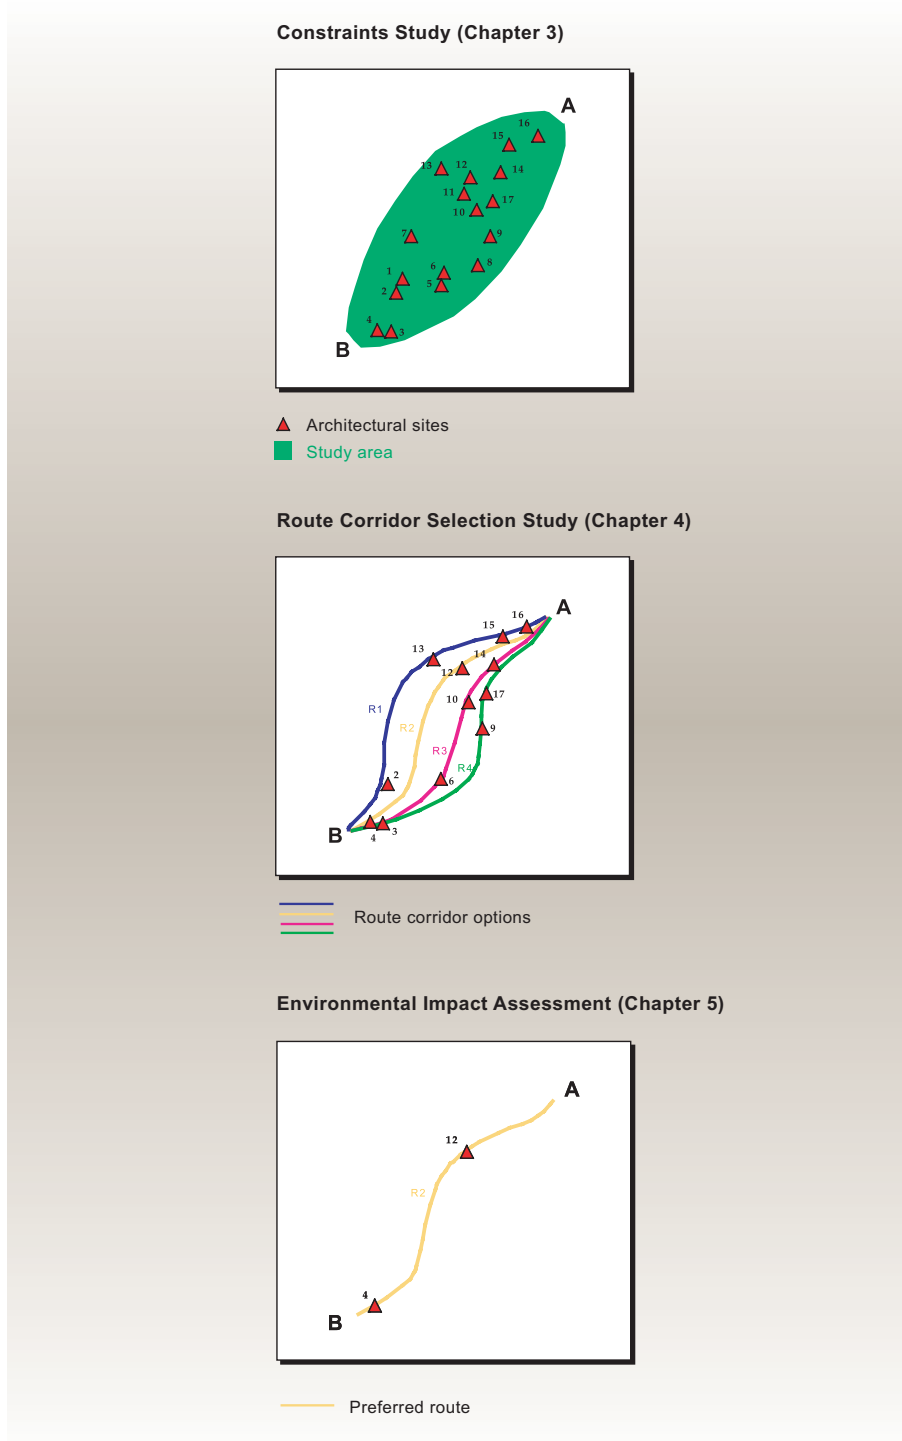 Constraints Study (Chapter 3)
A
16
15
13
12
14
11
17
10
7
9
6
8
1
5
2
4
3
B
Architectural sites
Study area
Route Corridor Selection Study (Chapter 4)
A
16
15
13
14
12
10
17
R1
R2
9
R3
R4
2
6
B
3
4
Route corridor options
Environmental Impact Assessment (Chapter 5)
A
12
R2
4
B
Preferred route